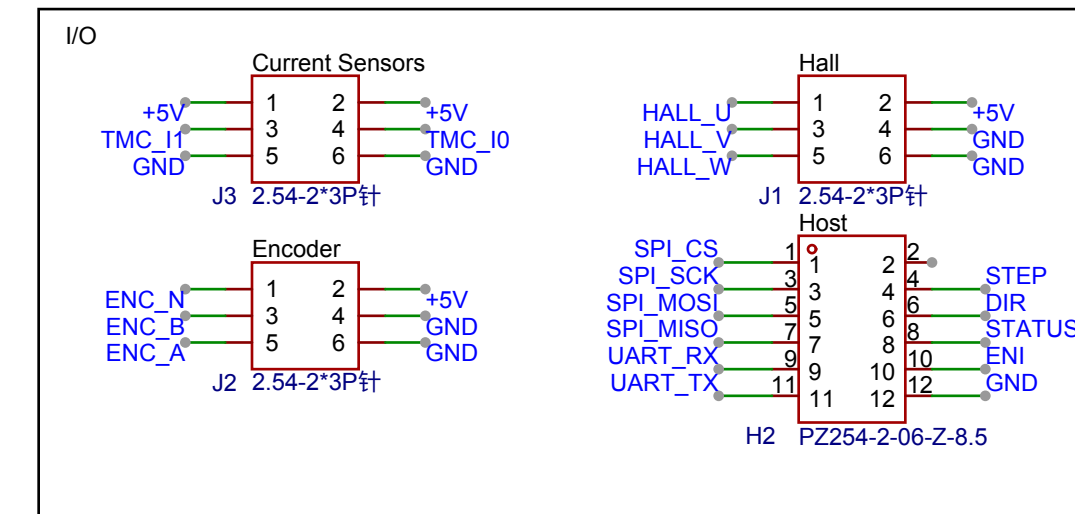 I/O
Current Sensors
+5V 1 2 +5V
TMC_I1 3 4 TMC_I0
GND 5 6 GND
J3 2.54-2*3P针
Hall
HALL_U 1 2 +5V
HALL_V 3 4 GND
HALL_W 5 6 GND
J1 2.54-2*3P针
Encoder
ENC_N 1 2 +5V
ENC_B 3 4 GND
ENC_A 5 6 GND
J2 2.54-2*3P针
Host
SPI_CS 1 1 2 2
SPI_SCK 3 3 4 4 STEP
SPI_MOSI 5 5 6 6 DIR
SPI_MISO 7 7 8 8 STATUS
UART_RX 9 9 10 10 ENI
UART_TX 11 11 12 12 GND
H2 PZ254-2-06-Z-8.5